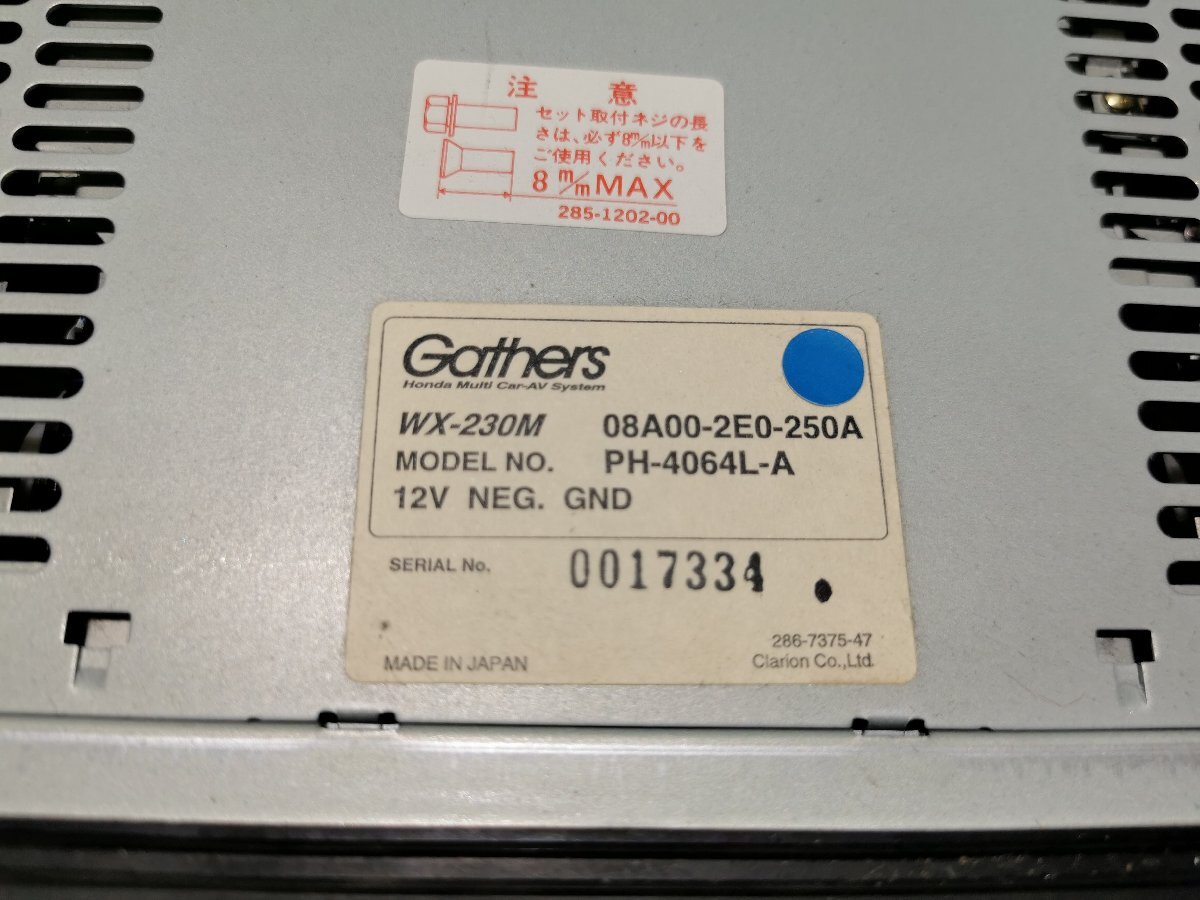 注 意
セット取付ネジの長
さは、必ず8m/m以下を
ご使用ください。
8 m/m MAX
285-1202-00
Gathers
Honda Multi Car-AV System
WX-230M 08A00-2E0-250A
MODEL NO. PH-4064L-A
12V NEG. GND
SERIAL No. 0017334
286-7375-47
MADE IN JAPAN Clarion Co.,Ltd.